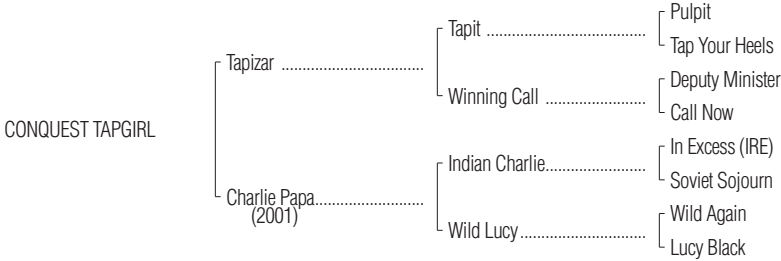 Pulpit
Tapit ..................................
Tap Your Heels
Tapizar .....................................
Deputy Minister
Winning Call ..........................
Call Now
CONQUEST TAPGIRL
In Excess (IRE)
Indian Charlie..........................
Soviet Sojourn
Charlie Papa............................
(2001)
Wild Again
Wild Lucy.................................
Lucy Black